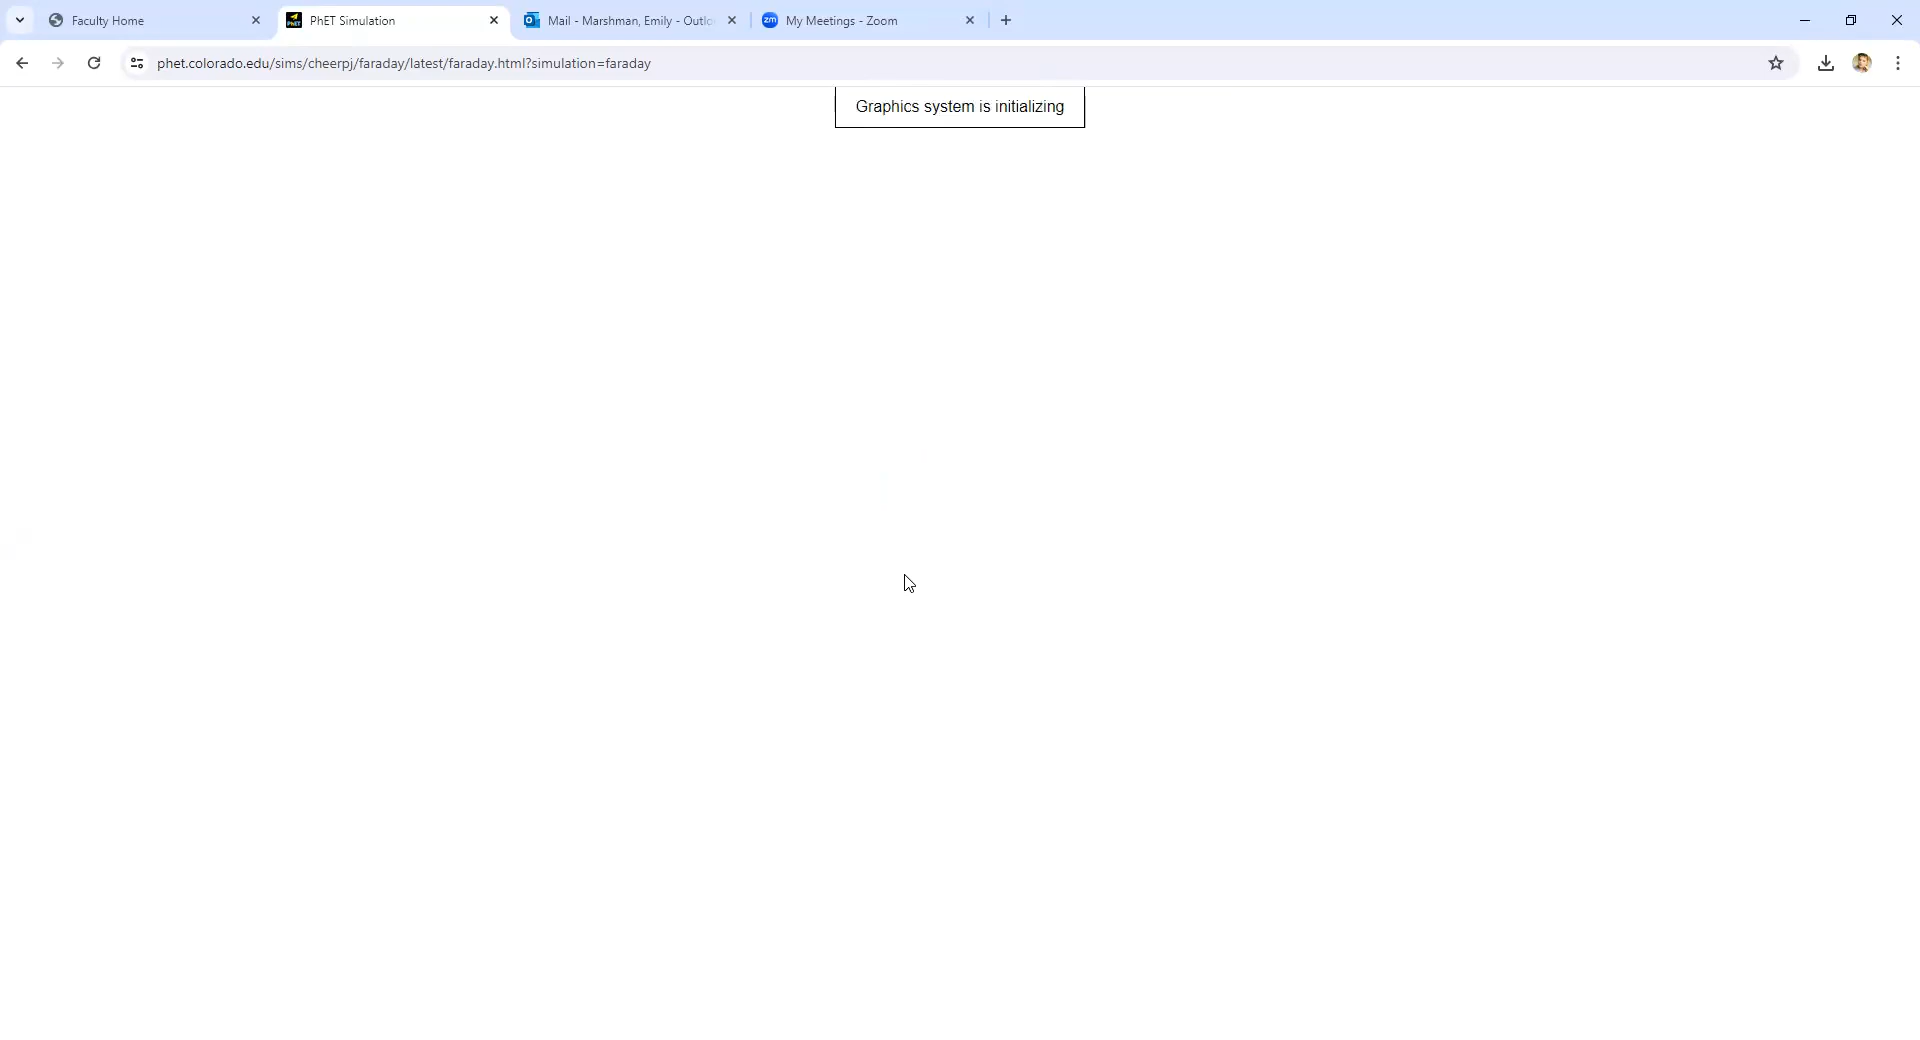 Faculty Home
PhET Simulation
Mail - Marshman, Emily - Outlo
zm
My Meetings - Zoom
phet.colorado.edu/sims/cheerpj/faraday/latest/faraday.html?simulation=faraday
Graphics system is initializing